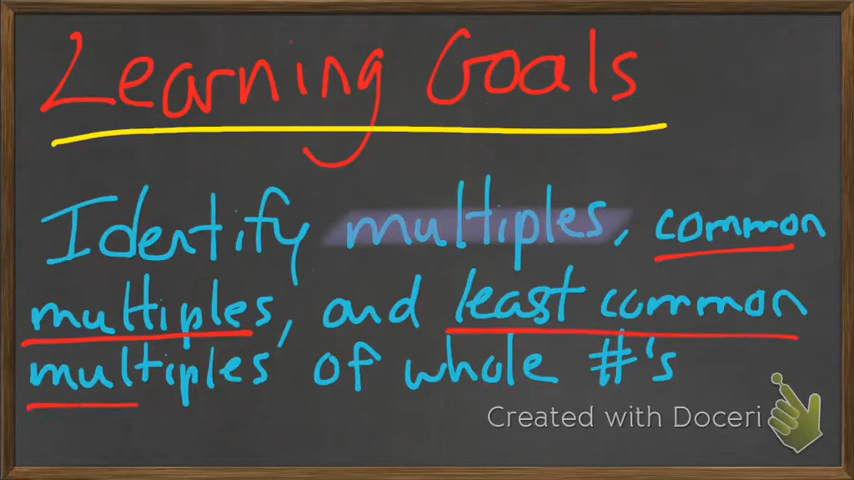 Learning Goals
Identify multiples, common
multiples, and least common
multiples of whole #'s
Created with Doceri